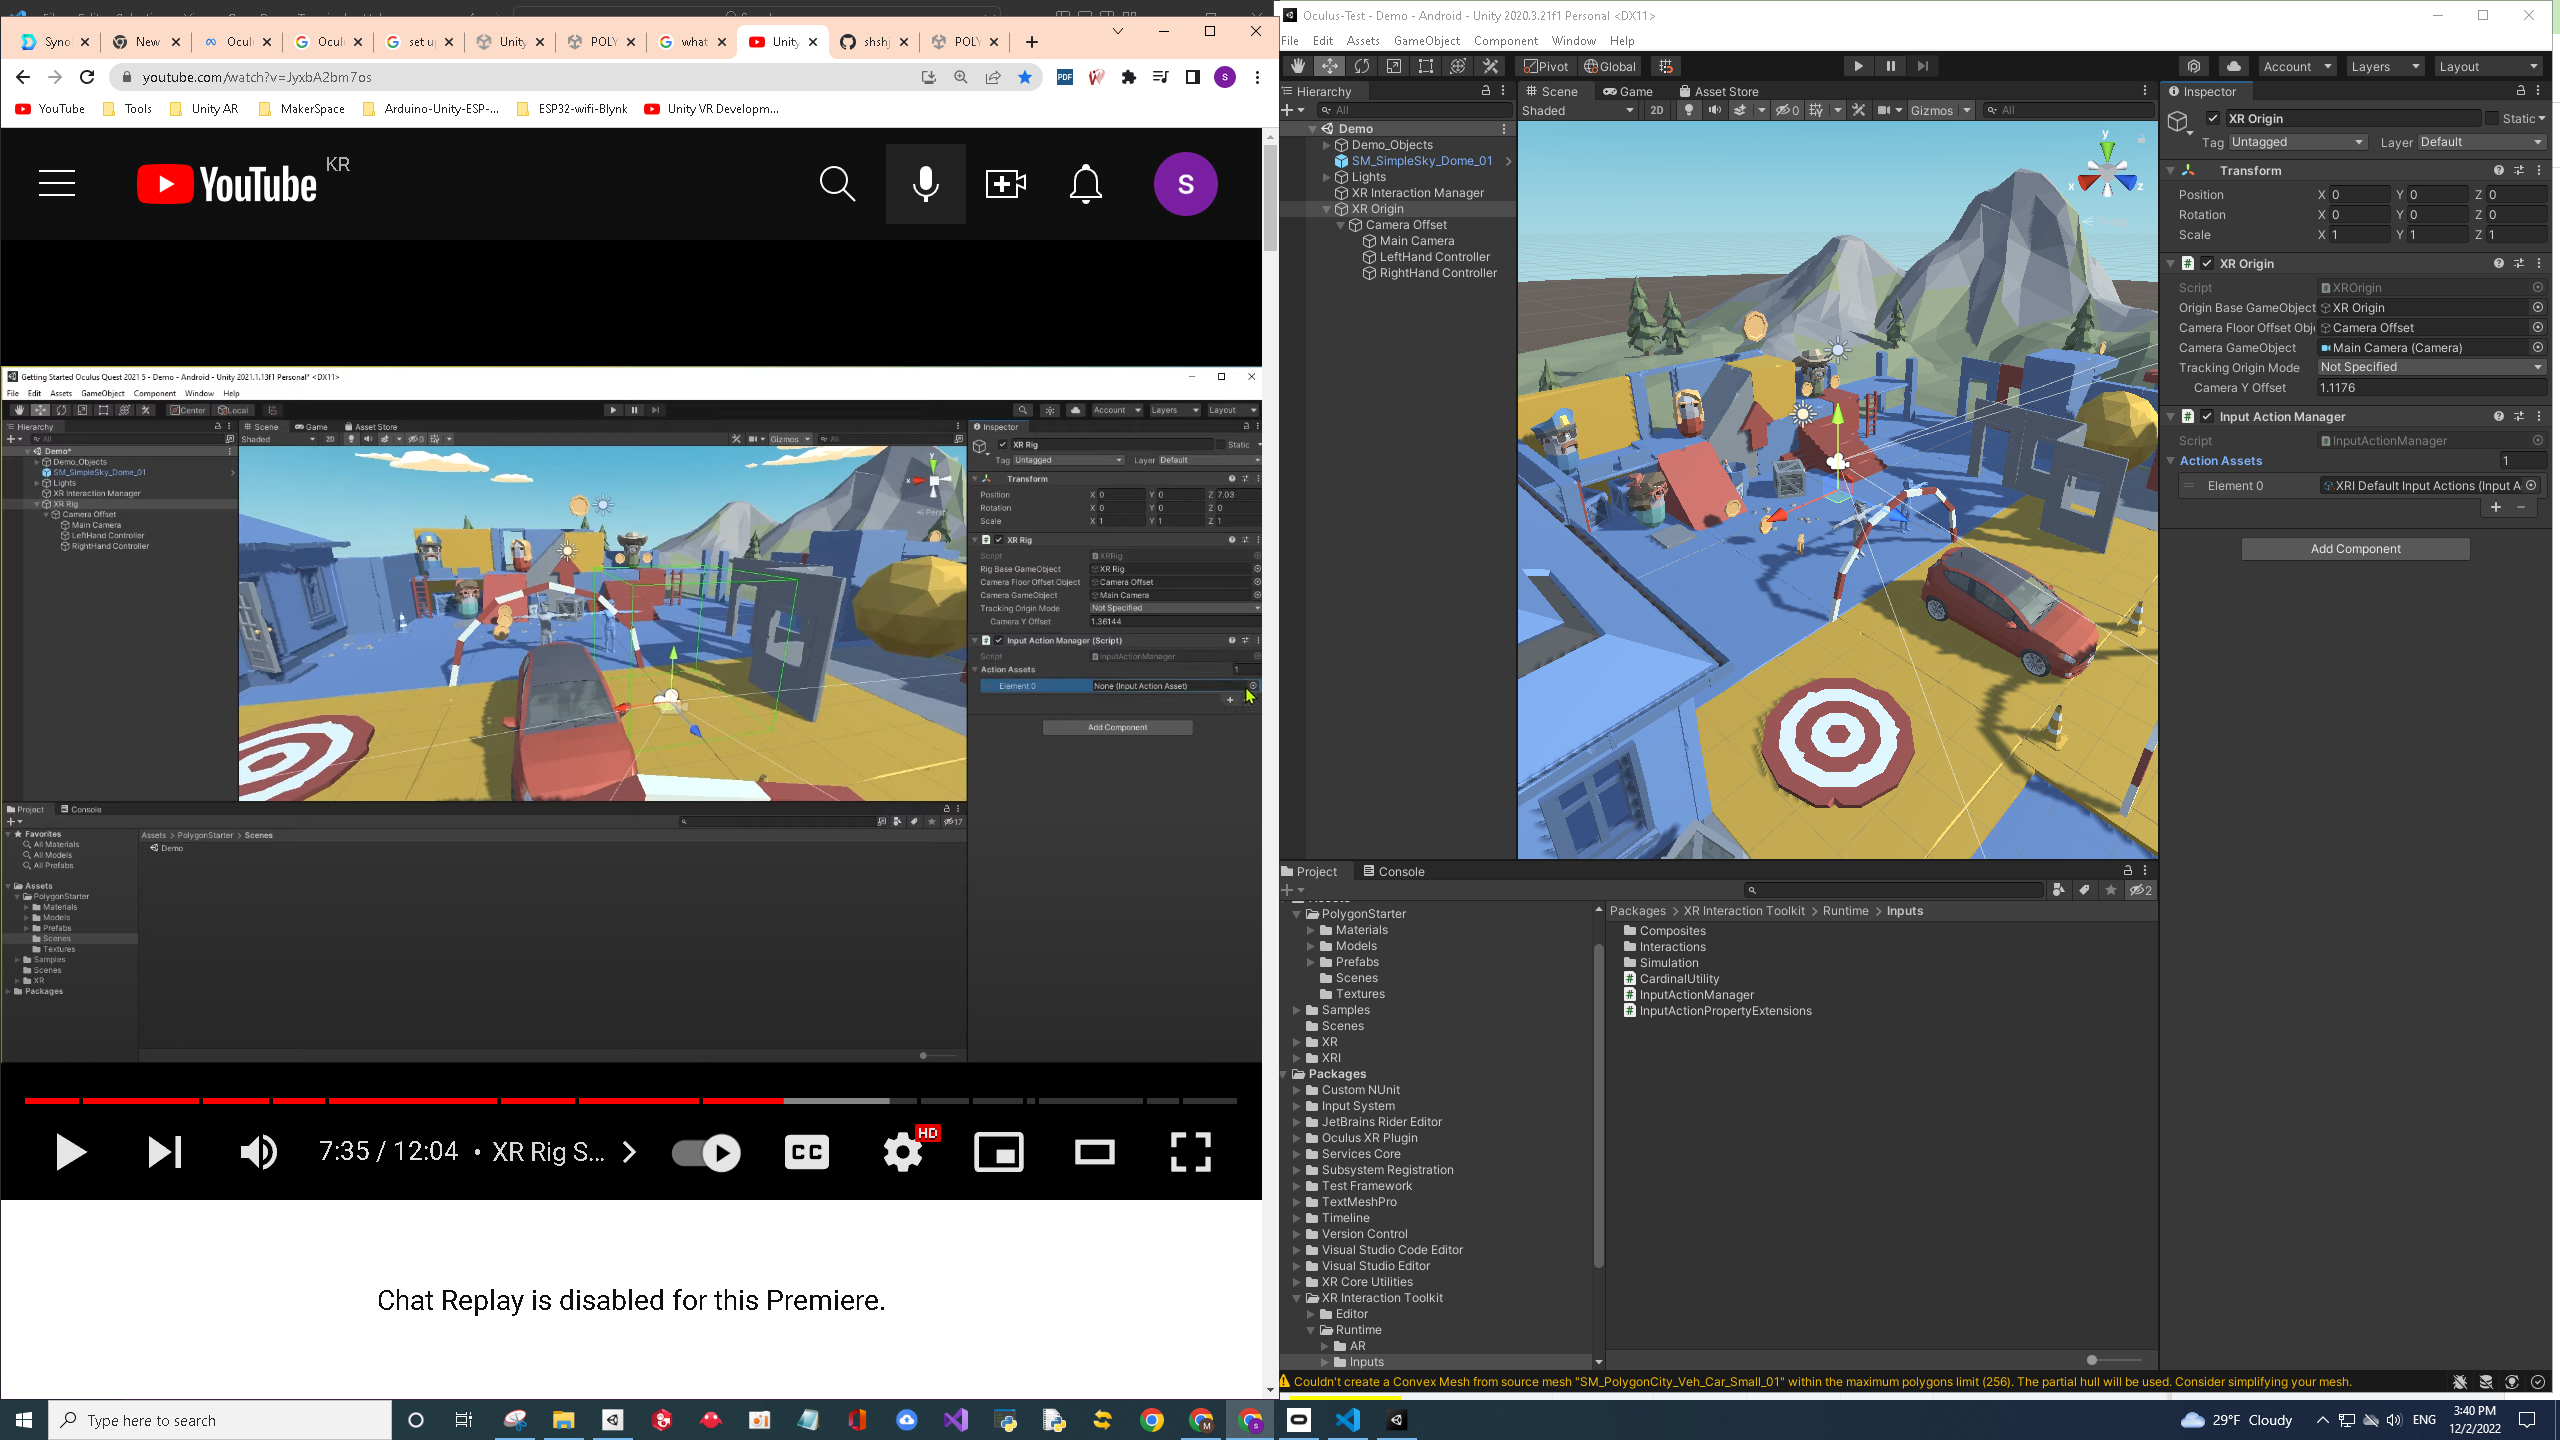 Syno
New
Ocul
Ocul
set u
Unity
POLY
what
Unity
shshj
POLY
youtube.com/watch?v=JyxbA2bm7os
YouTube
Tools
Unity AR
MakerSpace
Arduino-Unity-ESP-...
ESP32-wifi-Blynk
Unity VR Developm...
YouTube KR
S
Getting Started Oculus Quest 2021 5 - Demo - Android - Unity 2021.1.13f1 Personal* <DX11>
File Edit Assets GameObject Component Window Help
Center Local
Account Layers Layout
Hierarchy
All
Demo*
Demo_Objects
SM_SimpleSky_Dome_01
Lights
XR Interaction Manager
XR Rig
Camera Offset
Main Camera
LeftHand Controller
RightHand Controller
Scene Game Asset Store
Shaded 2D Gizmos All
Persp
Inspector
XR Rig Static
Tag Untagged Layer Default
Transform
Position X 0 Y 0 Z 7.03
Rotation X 0 Y 0 Z 0
Scale X 1 Y 1 Z 1
XR Rig
Script XRRig
Rig Base GameObject XR Rig
Camera Floor Offset Object Camera Offset
Camera GameObject Main Camera
Tracking Origin Mode Not Specified
Camera Y Offset 1.36144
Input Action Manager (Script)
Script InputActionManager
Action Assets 1
Element 0 None (Input Action Asset)
Add Component
Project Console
17
Favorites
All Materials
All Models
All Prefabs
Assets
PolygonStarter
Materials
Models
Prefabs
Scenes
Textures
Samples
Scenes
XR
Packages
Assets > PolygonStarter > Scenes
Demo
7:35 / 12:04 • XR Rig S...
CC
HD
Chat Replay is disabled for this Premiere.
Oculus-Test - Demo - Android - Unity 2020.3.21f1 Personal <DX11>
File Edit Assets GameObject Component Window Help
Pivot Global
Account Layers Layout
Hierarchy
All
Demo
Demo_Objects
SM_SimpleSky_Dome_01
Lights
XR Interaction Manager
XR Origin
Camera Offset
Main Camera
LeftHand Controller
RightHand Controller
Scene Game Asset Store
Shaded 2D 0 Gizmos All
y
x z
Inspector
XR Origin Static
Tag Untagged Layer Default
Transform
Position X 0 Y 0 Z 0
Rotation X 0 Y 0 Z 0
Scale X 1 Y 1 Z 1
XR Origin
Script XROrigin
Origin Base GameObject XR Origin
Camera Floor Offset Obj Camera Offset
Camera GameObject Main Camera (Camera)
Tracking Origin Mode Not Specified
Camera Y Offset 1.1176
Input Action Manager
Script InputActionManager
Action Assets 1
Element 0 XRI Default Input Actions (Input A
Add Component
Project Console
2
PolygonStarter
Materials
Models
Prefabs
Scenes
Textures
Samples
Scenes
XR
XRI
Packages
Custom NUnit
Input System
JetBrains Rider Editor
Oculus XR Plugin
Services Core
Subsystem Registration
Test Framework
TextMeshPro
Timeline
Version Control
Visual Studio Code Editor
Visual Studio Editor
XR Core Utilities
XR Interaction Toolkit
Editor
Runtime
AR
Inputs
Packages > XR Interaction Toolkit > Runtime > Inputs
Composites
Interactions
Simulation
CardinalUtility
InputActionManager
InputActionPropertyExtensions
Couldn't create a Convex Mesh from source mesh "SM_PolygonCity_Veh_Car_Small_01" within the maximum polygons limit (256). The partial hull will be used. Consider simplifying your mesh.
Type here to search
29°F Cloudy
ENG
3:40 PM
12/2/2022